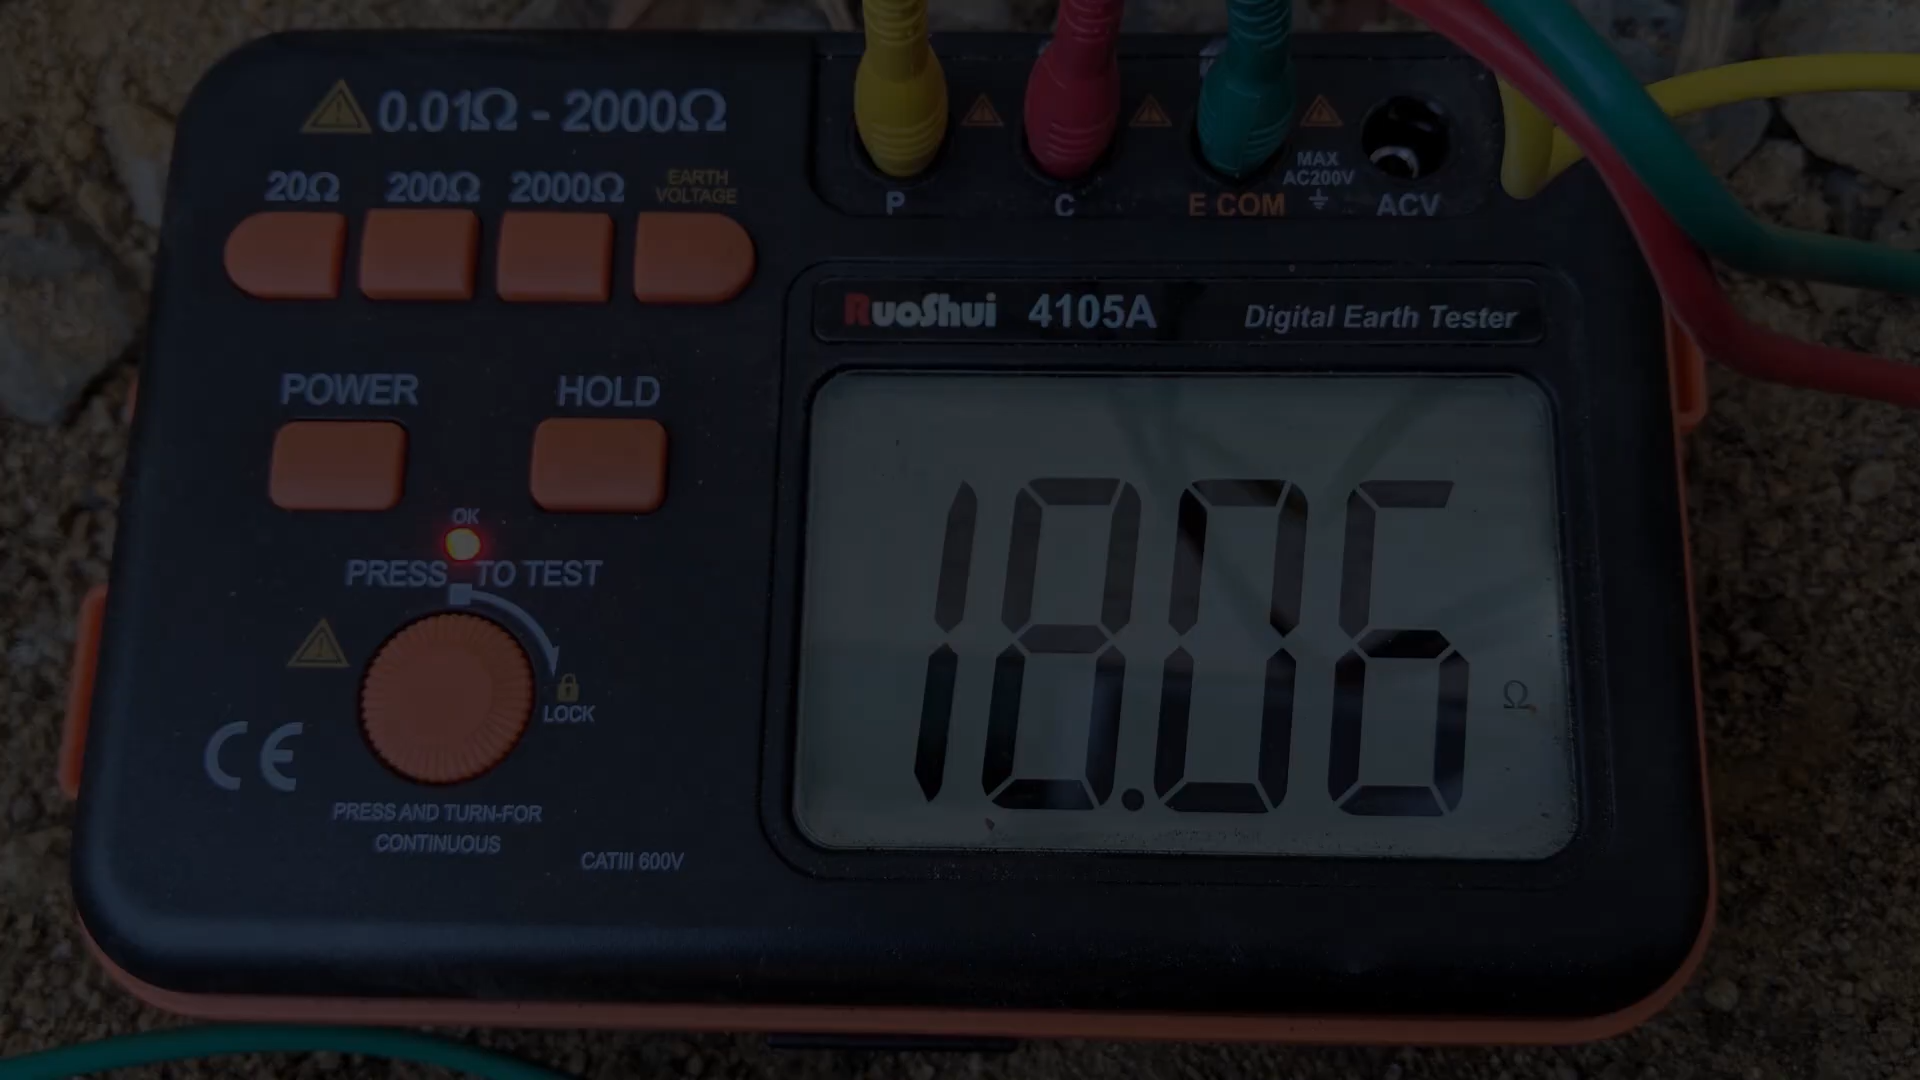 0.01Ω - 2000Ω
20Ω 200Ω 2000Ω EARTH VOLTAGE
P C E COM MAX AC200V ACV
RuoShui 4105A Digital Earth Tester
POWER HOLD
OK
PRESS TO TEST
18.06 Ω
LOCK
CE
PRESS AND TURN-FOR
CONTINUOUS
CATIII 600V